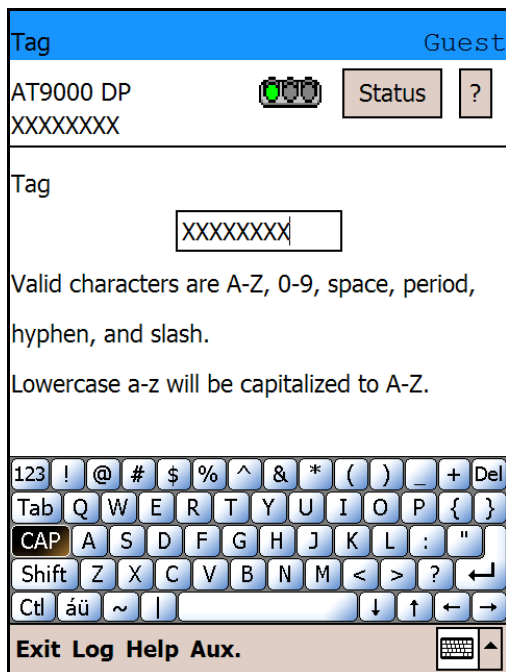 Tag Guest
AT9000 DP Status ?
XXXXXXXX
Tag
XXXXXXXX
Valid characters are A-Z, 0-9, space, period,
hyphen, and slash.
Lowercase a-z will be capitalized to A-Z.
123 ! @ # $ % ^ & * ( ) _ + Del
Tab Q W E R T Y U I O P { }
CAP A S D F G H J K L : "
Shift Z X C V B N M < > ? ↵
Ctl áü ~ | ↓ ↑ ← →
Exit Log Help Aux.